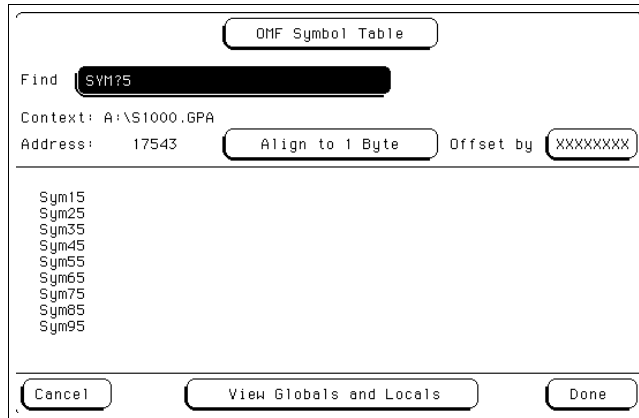 OMF Symbol Table
Find SYM?5
Context: A:\S1000.GPA
Address: 17543 Align to 1 Byte Offset by XXXXXXXX
Sym15
Sym25
Sym35
Sym45
Sym55
Sym65
Sym75
Sym85
Sym95
Cancel View Globals and Locals Done